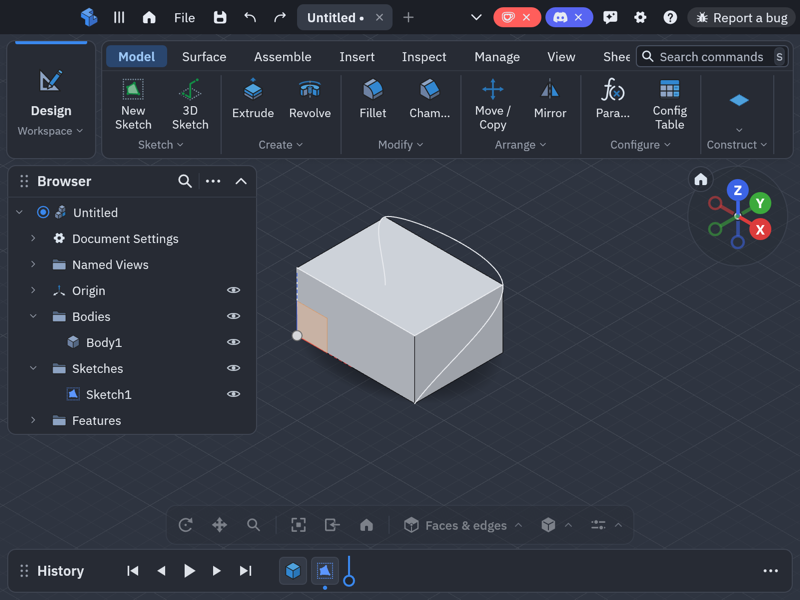 File
Untitled •
Report a bug
Design
Workspace
Model
Surface
Assemble
Insert
Inspect
Manage
View
Shee
Search commands
S
New Sketch
3D Sketch
Extrude
Revolve
Fillet
Cham...
Move / Copy
Mirror
Para...
Config Table
Sketch
Create
Modify
Arrange
Configure
Construct
Browser
Untitled
Document Settings
Named Views
Origin
Bodies
Body1
Sketches
Sketch1
Features
Z
Y
X
Faces & edges
History